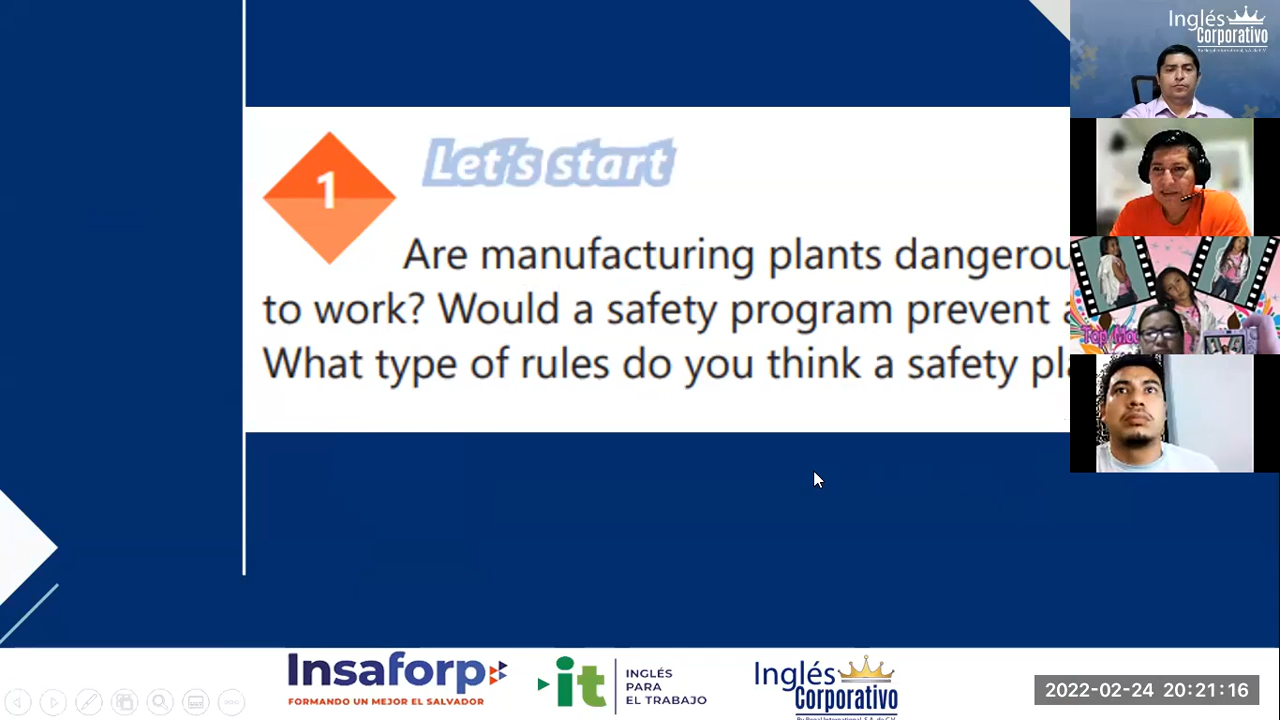 Inglés
Corporativo
1
Let's start
Are manufacturing plants
to work? Would a safety program prevent
What type of rules do you think a safety
Insaforp
FORMANDO UN MEJOR EL SALVADOR
it
INGLÉS
PARA
EL TRABAJO
Inglés
Corporativo
2022-02-24 20:21:16